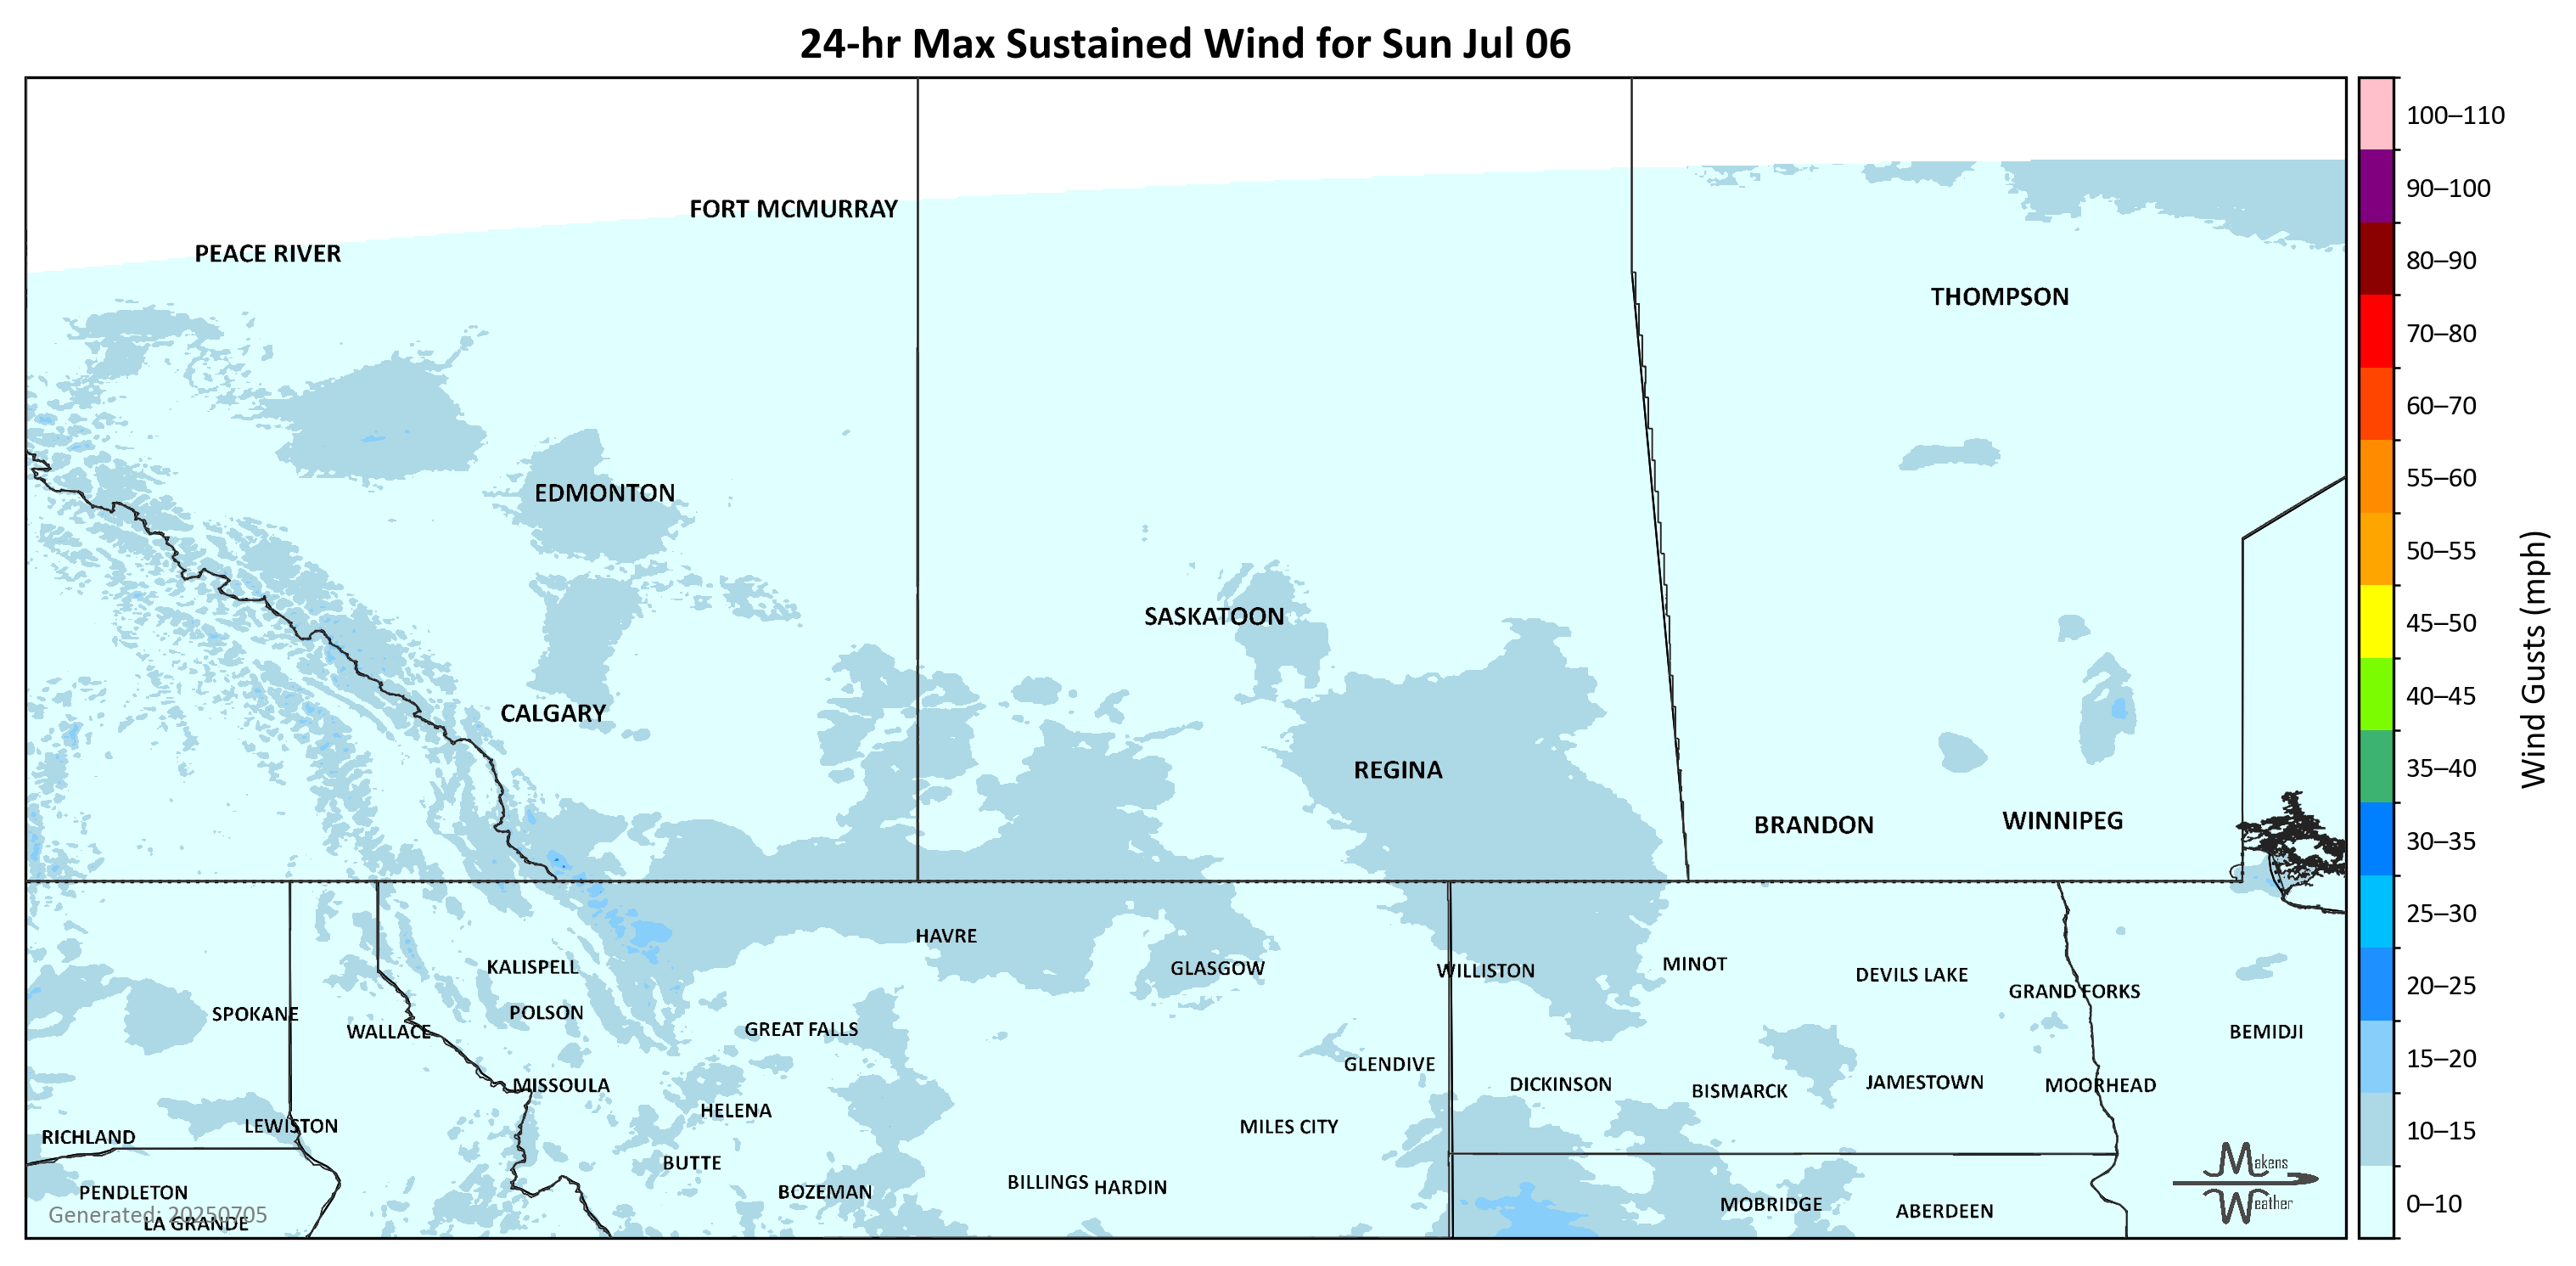 24-hr Max Sustained Wind for Sun Jul 06
100–110
FORT MCMURRAY
90–100
PEACE RIVER
80–90
THOMPSON
70–80
60–70
55–60
EDMONTON
50–55
SASKATOON
45–50
CALGARY
40–45
REGINA
35–40
BRANDON
WINNIPEG
30–35
Wind Gusts (mph)
HAVRE
25–30
KALISPELL
GLASGOW
WILLISTON
MINOT
DEVILS LAKE
20–25
GRAND FORKS
SPOKANE
POLSON
WALLACE
GREAT FALLS
BEMIDJI
15–20
GLENDIVE
MISSOULA
DICKINSON
BISMARCK
JAMESTOWN
MOORHEAD
HELENA
LEWISTON
MILES CITY
10–15
RICHLAND
BUTTE
Makens
Weather
PENDLETON
BOZEMAN
BILLINGS
HARDIN
MOBRIDGE
ABERDEEN
0–10
Generated: 20250705
LA GRANDE